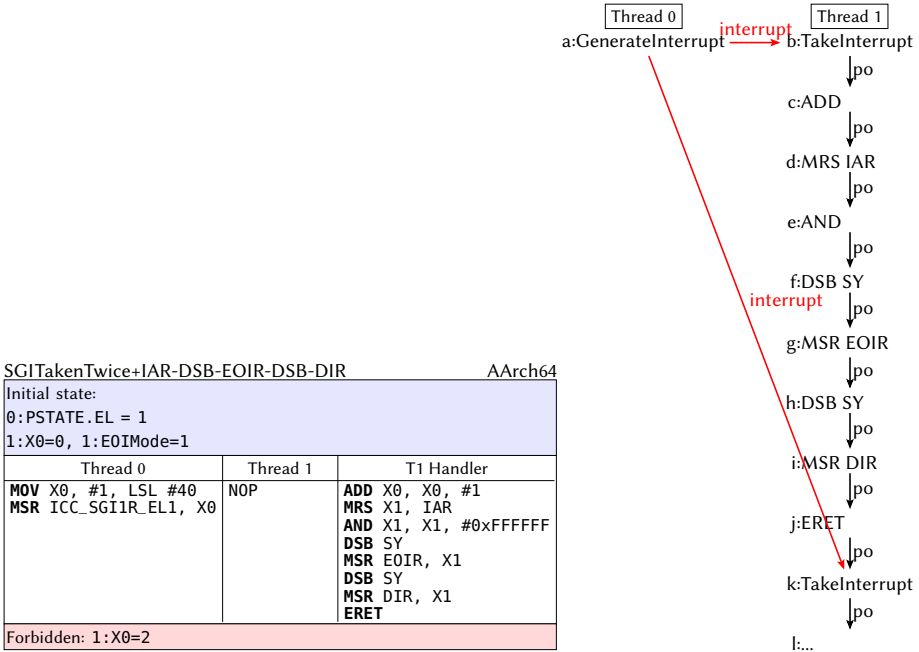 SGITakenTwice+IAR-DSB-EOIR-DSB-DIR AArch64
Initial state:
0:PSTATE.EL = 1
1:X0=0, 1:EOIMode=1
Thread 0 Thread 1 T1 Handler
MOV X0, #1, LSL #40 NOP ADD X0, X0, #1
MSR ICC_SGI1R_EL1, X0 MRS X1, IAR
AND X1, X1, #0xFFFFFF
DSB SY
MSR EOIR, X1
DSB SY
MSR DIR, X1
ERET
Forbidden: 1:X0=2
Thread 0 Thread 1
interrupt
a:GenerateInterrupt b:TakeInterrupt
po
c:ADD
po
d:MRS IAR
po
e:AND
po
f:DSB SY
interrupt po
g:MSR EOIR
po
h:DSB SY
po
i:MSR DIR
po
j:ERET
po
k:TakeInterrupt
po
l:...